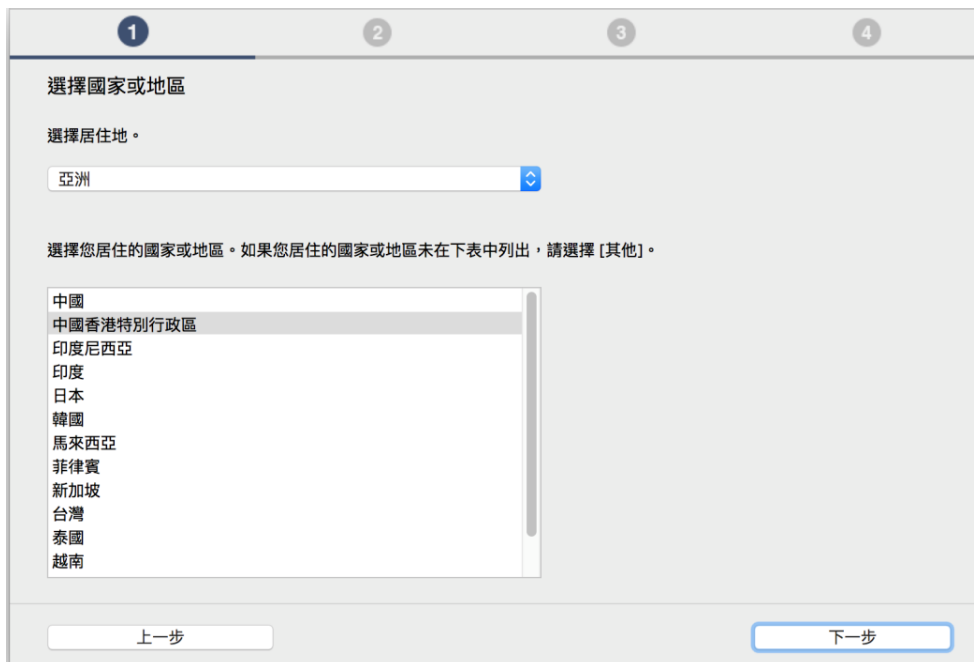 1 2 3 4
選擇國家或地區
選擇居住地。
亞洲
選擇您居住的國家或地區。如果您居住的國家或地區未在下表中列出，請選擇 [其他]。
中國
中國香港特別行政區
印度尼西亞
印度
日本
韓國
馬來西亞
菲律賓
新加坡
台灣
泰國
越南
上一步 下一步